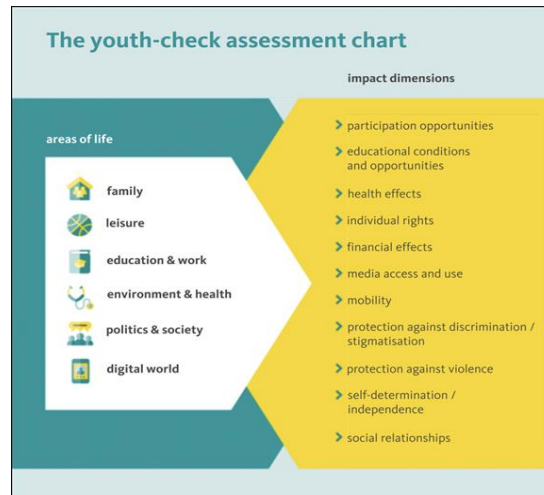 The youth-check assessment chart
impact dimensions
areas of life
family
leisure
education & work
environment & health
politics & society
digital world
participation opportunities
educational conditions
and opportunities
health effects
individual rights
financial effects
media access and use
mobility
protection against discrimination /
stigmatisation
protection against violence
self-determination /
independence
social relationships